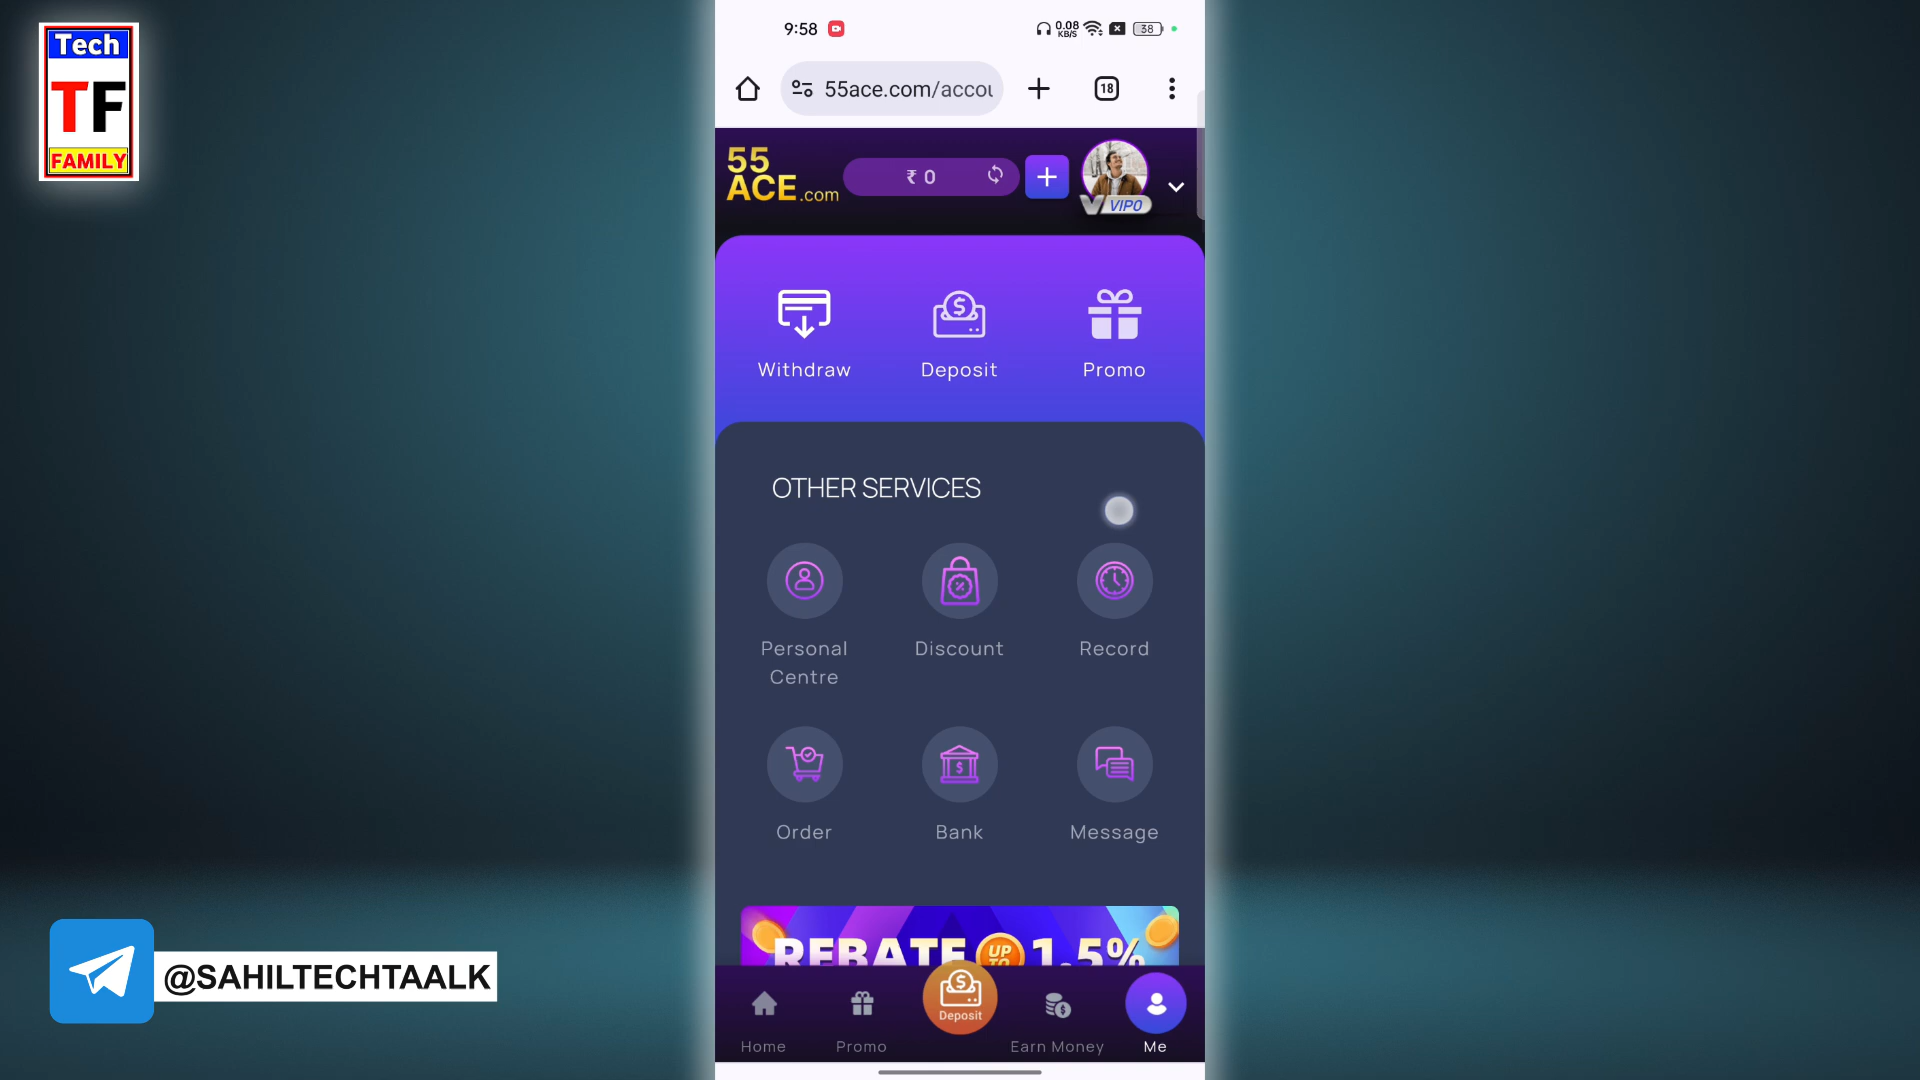 Tech
TF
FAMILY
9:58
0.08
KB/S
38
55ace.com/accou
18
55
ACE.com
₹ 0
V VIP0
Withdraw
Deposit
Promo
OTHER SERVICES
Personal
Centre
Discount
Record
Order
Bank
Message
REBATE UP TO 1.5%
Deposit
Home
Promo
Earn Money
Me
@SAHILTECHTAALK